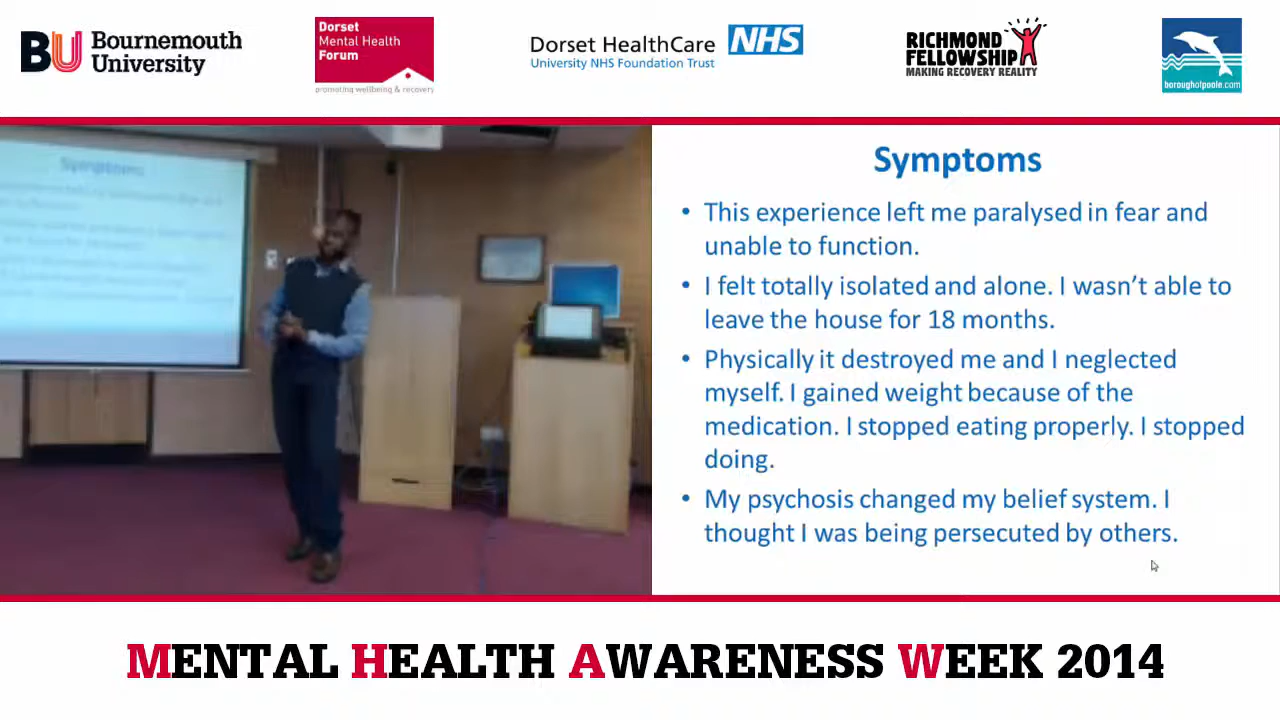 BU Bournemouth
University
Dorset
Mental Health
Forum
promoting wellbeing & recovery
Dorset HealthCare NHS
University NHS Foundation Trust
RICHMOND
FELLOWSHIP
MAKING RECOVERY REALITY
boroughofpoole.com
Symptoms
Symptoms
• This experience left me paralysed in fear and
unable to function.
• I felt totally isolated and alone. I wasn't able to
leave the house for 18 months.
• Physically it destroyed me and I neglected
myself. I gained weight because of the
medication. I stopped eating properly. I stopped
doing.
• My psychosis changed my belief system. I
thought I was being persecuted by others.
MENTAL HEALTH AWARENESS WEEK 2014